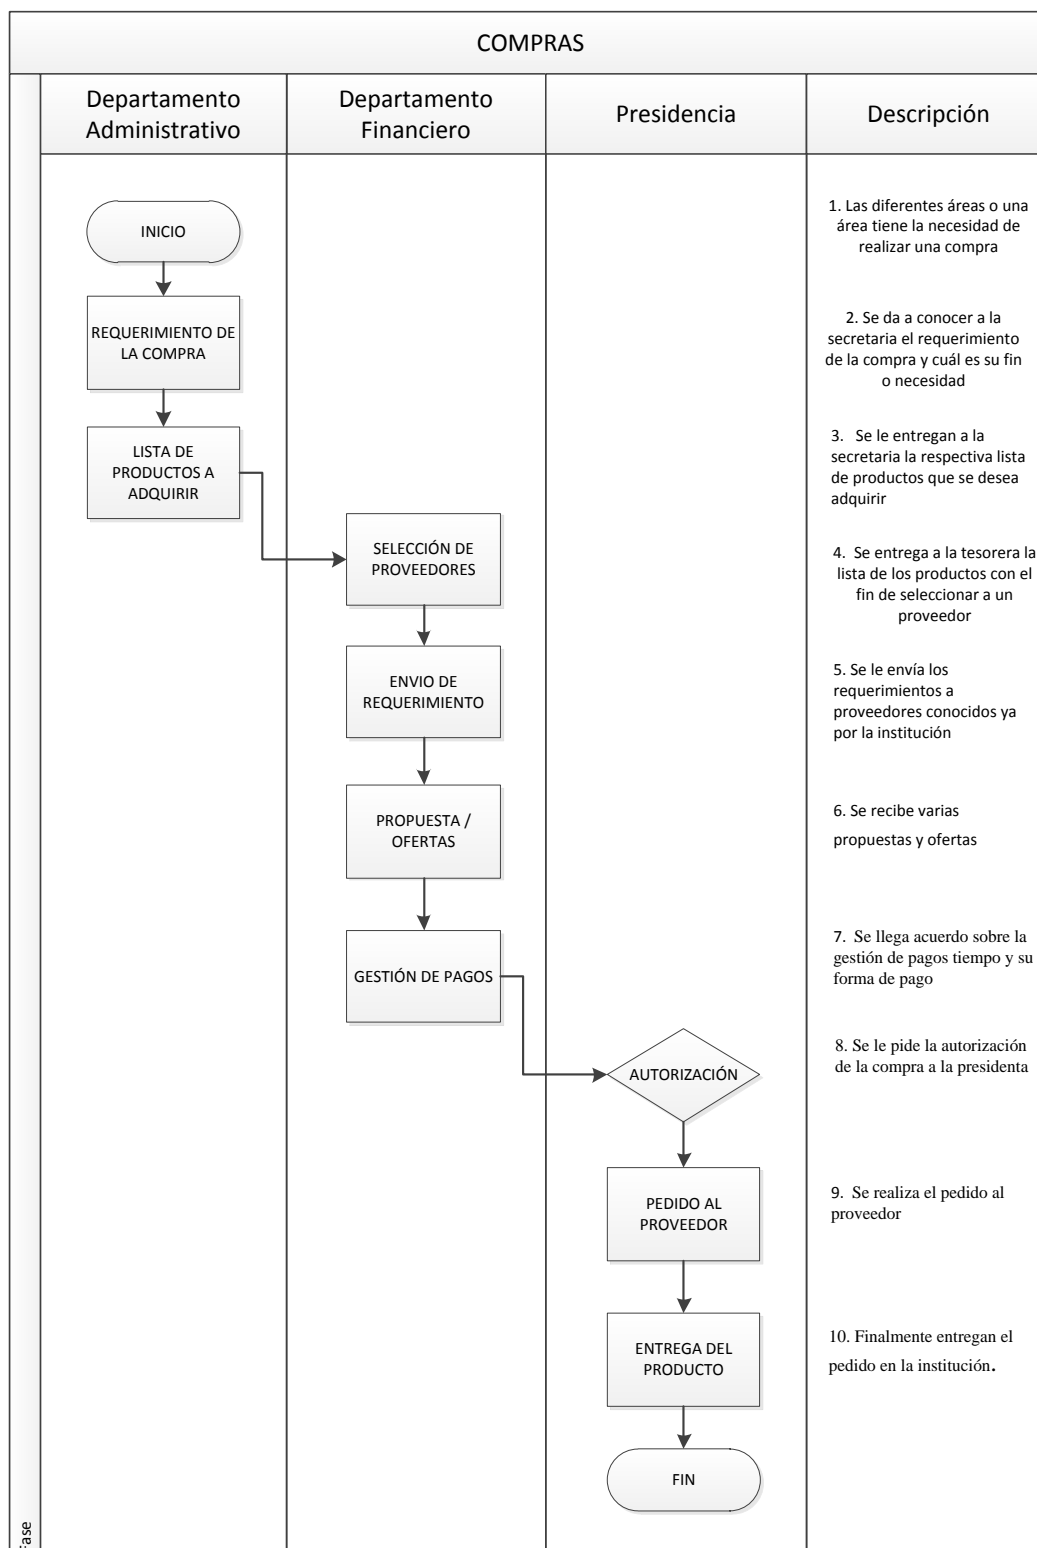 COMPRAS
Departamento
Administrativo
Departamento
Financiero
Presidencia
Descripción
INICIO
1. Las diferentes áreas o una
área tiene la necesidad de
realizar una compra
REQUERIMIENTO DE
LA COMPRA
2. Se da a conocer a la
secretaria el requerimiento
de la compra y cuál es su fin
o necesidad
LISTA DE
PRODUCTOS A
ADQUIRIR
3. Se le entregan a la
secretaria la respectiva lista
de productos que se desea
adquirir
SELECCIÓN DE
PROVEEDORES
4. Se entrega a la tesorera la
lista de los productos con el
fin de seleccionar a un
proveedor
ENVIO DE
REQUERIMIENTO
5. Se le envía los
requerimientos a
proveedores conocidos ya
por la institución
PROPUESTA /
OFERTAS
6. Se recibe varias
propuestas y ofertas
GESTIÓN DE PAGOS
7. Se llega acuerdo sobre la
gestión de pagos tiempo y su
forma de pago
AUTORIZACIÓN
8. Se le pide la autorización
de la compra a la presidenta
PEDIDO AL
PROVEEDOR
9. Se realiza el pedido al
proveedor
ENTREGA DEL
PRODUCTO
10. Finalmente entregan el
pedido en la institución.
FIN
Fase